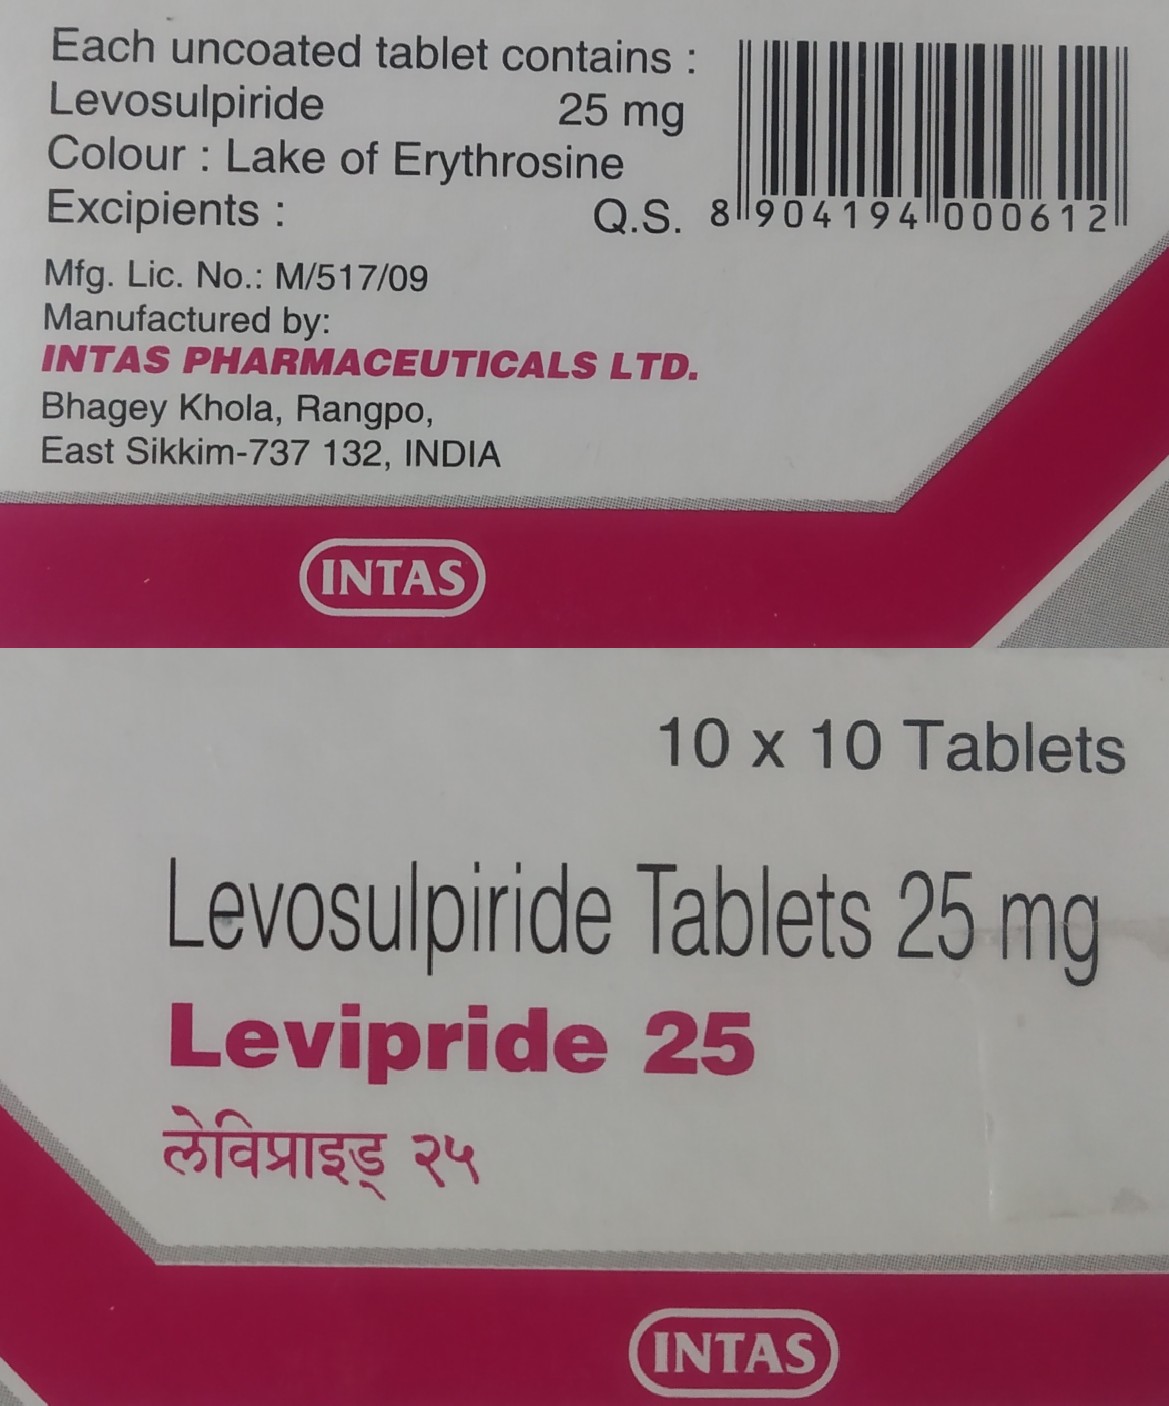 Each uncoated tablet contains :
Levosulpiride 25 mg
Colour : Lake of Erythrosine
Excipients : Q.S.
8 904194 000612
Mfg. Lic. No.: M/517/09
Manufactured by:
INTAS PHARMACEUTICALS LTD.
Bhagey Khola, Rangpo,
East Sikkim-737 132, INDIA
INTAS
10 x 10 Tablets
Levosulpiride Tablets 25 mg
Levipride 25
लेविप्राइड् २५
INTAS